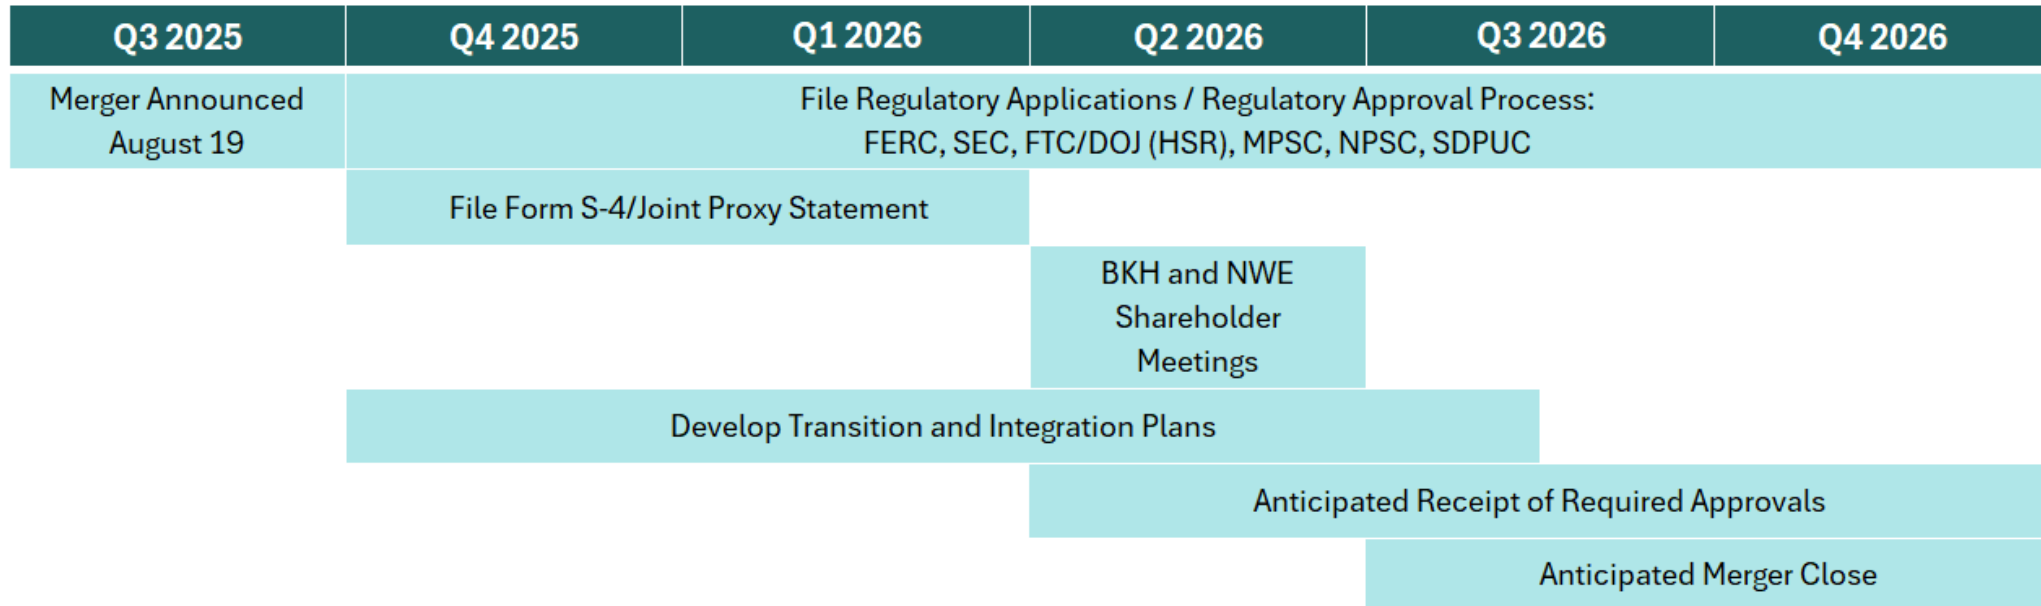 Q3 2025
Q4 2025
Q1 2026
Q2 2026
Q3 2026
Q4 2026
Merger Announced
August 19
File Regulatory Applications / Regulatory Approval Process:
FERC, SEC, FTC/DOJ (HSR), MPSC, NPSC, SDPUC
File Form S-4/Joint Proxy Statement
BKH and NWE
Shareholder
Meetings
Develop Transition and Integration Plans
Anticipated Receipt of Required Approvals
Anticipated Merger Close